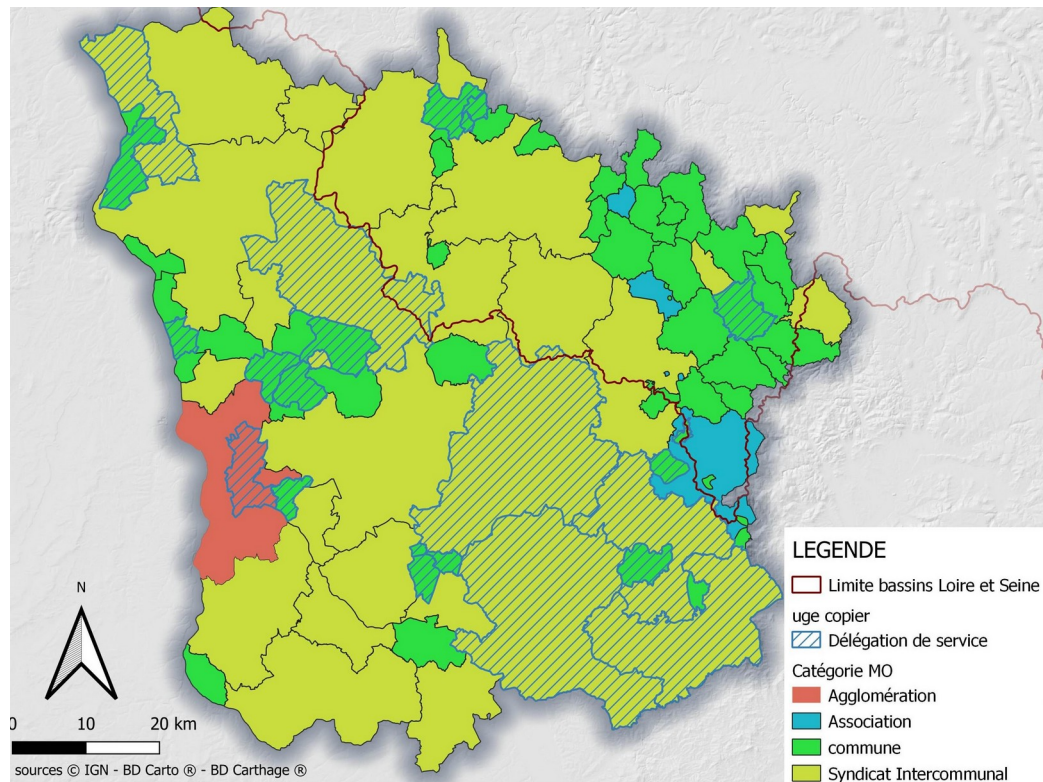 N
0 10 20 km
sources © IGN - BD Carto ® - BD Carthage ®
LEGENDE
Limite bassins Loire et Seine
uge copier
Délégation de service
Catégorie MO
Agglomération
Association
commune
Syndicat Intercommunal